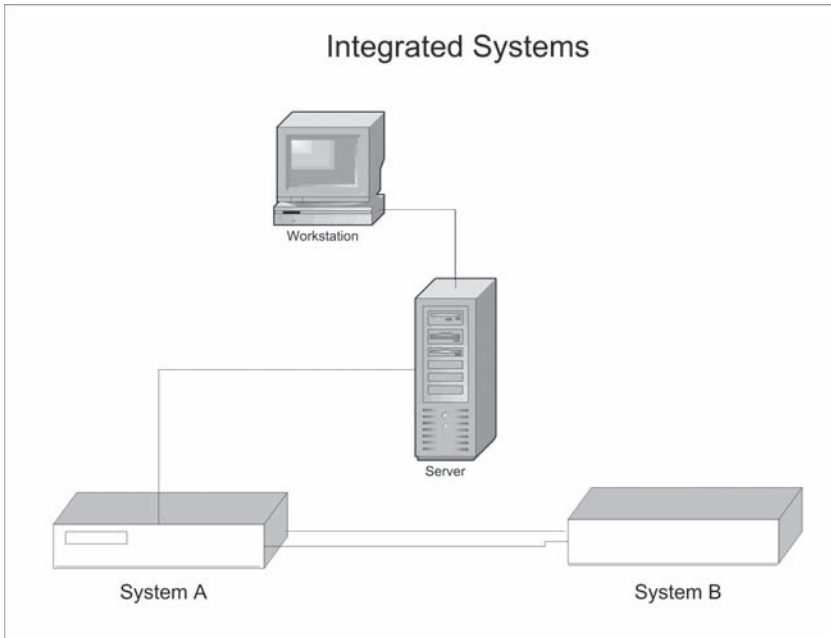 Integrated Systems
Workstation
Server
System A
System B